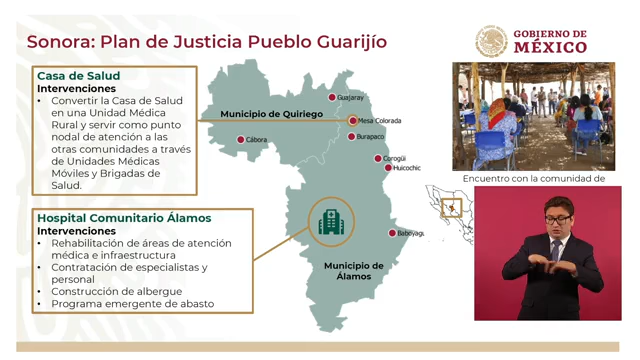 Sonora: Plan de Justicia Pueblo Guarijío
GOBIERNO DE
MÉXICO
Casa de Salud
Intervenciones
• Convertir la Casa de Salud
en una Unidad Médica
Rural y servir como punto
nodal de atención a las
otras comunidades a través
de Unidades Médicas
Móviles y Brigadas de
Salud.
Hospital Comunitario Álamos
Intervenciones
• Rehabilitación de áreas de atención
médica e infraestructura
• Contratación de especialistas y
personal
• Construcción de albergue
• Programa emergente de abasto
Guajaray
Municipio de Quiriego
Mesa Colorada
Burapaco
Cábora
Corogüi
Huicochic
Baboyagu
Municipio de
Álamos
Encuentro con la comunidad de